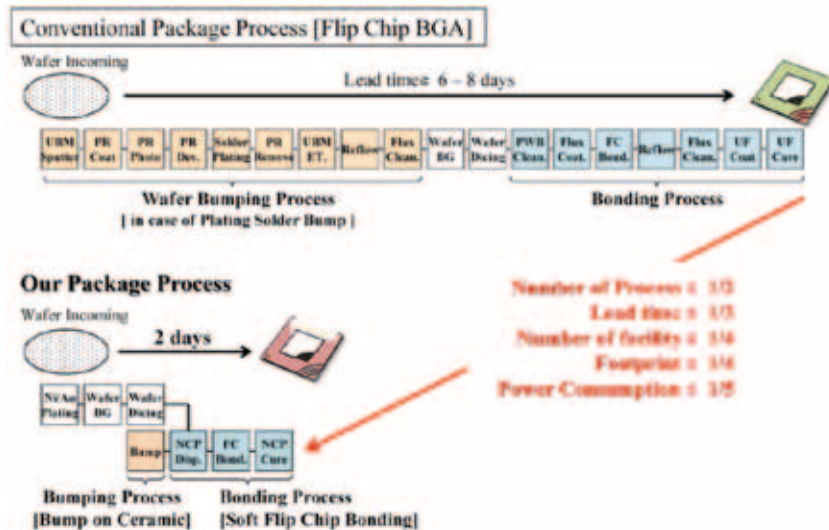 Conventional Package Process [Flip Chip BGA]
Wafer Incoming
Lead time≅ 6 – 8 days
UBM Sputter
PR Coat
PR Photo
PR Dev.
Solder Plating
PR Remove
UBM ET.
Reflow
Flux Clean.
Wafer BG
Wafer Dicing
PWB Clean.
Flux Coat.
FC Bond.
Reflow
Flux Clean.
UF Coat
UF Cure
Wafer Bumping Process
[ in case of Plating Solder Bump ]
Bonding Process
Our Package Process
Wafer Incoming
2 days
Number of Process ≅ 1/2
Lead time ≅ 1/3
Number of facility ≅ 1/4
Footprint ≅ 1/4
Power Consumption ≅ 1/5
Ni/Au Plating
Wafer BG
Wafer Dicing
Bump
NCP Disp.
FC Bond.
NCP Cure
Bumping Process
[Bump on Ceramic]
Bonding Process
[Soft Flip Chip Bonding]